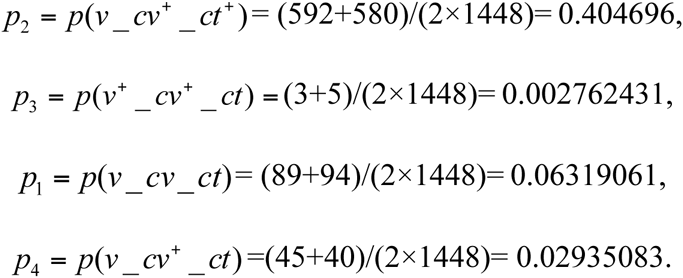 p₂ = p(v_cv⁺_ct⁺) = (592+580)/(2×1448)= 0.404696,
p₃ = p(v⁺_cv⁺_ct) = (3+5)/(2×1448)= 0.002762431,
p₁ = p(v_cv_ct)= (89+94)/(2×1448)= 0.06319061,
p₄ = p(v_cv⁺_ct) =(45+40)/(2×1448)= 0.02935083.